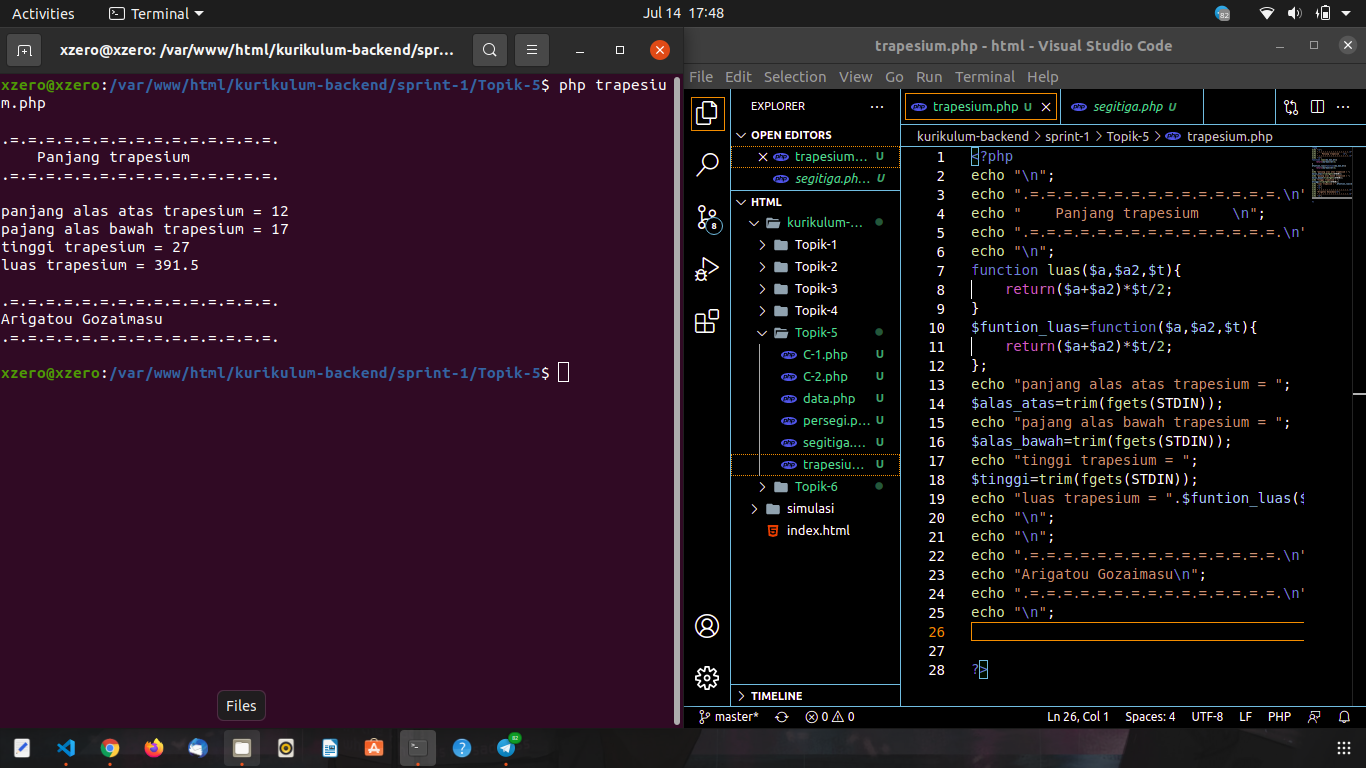 Activities
Terminal
Jul 14 17:48
82
xzero@xzero: /var/www/html/kurikulum-backend/spr...
xzero@xzero:/var/www/html/kurikulum-backend/sprint-1/Topik-5$ php trapesiu
m.php
.=.=.=.=.=.=.=.=.=.=.=.=.=.=.=.
Panjang trapesium
.=.=.=.=.=.=.=.=.=.=.=.=.=.=.=.
panjang alas atas trapesium = 12
pajang alas bawah trapesium = 17
tinggi trapesium = 27
luas trapesium = 391.5
.=.=.=.=.=.=.=.=.=.=.=.=.=.=.=.
Arigatou Gozaimasu
.=.=.=.=.=.=.=.=.=.=.=.=.=.=.=.
xzero@xzero:/var/www/html/kurikulum-backend/sprint-1/Topik-5$
Files
trapesium.php - html - Visual Studio Code
File Edit Selection View Go Run Terminal Help
EXPLORER ...
OPEN EDITORS
trapesium... U
segitiga.ph... U
HTML
kurikulum-...
Topik-1
Topik-2
Topik-3
Topik-4
Topik-5
C-1.php U
C-2.php U
data.php U
persegi.p... U
segitiga.... U
trapesiu... U
Topik-6
simulasi
index.html
TIMELINE
8
trapesium.php U
segitiga.php U
kurikulum-backend > sprint-1 > Topik-5 > trapesium.php
1 <?php
2 echo "\n";
3 echo ".=.=.=.=.=.=.=.=.=.=.=.=.=.=.=.\n"
4 echo "    Panjang trapesium    \n";
5 echo ".=.=.=.=.=.=.=.=.=.=.=.=.=.=.=.\n"
6 echo "\n";
7 function luas($a,$a2,$t){
8     return($a+$a2)*$t/2;
9 }
10 $funtion_luas=function($a,$a2,$t){
11     return($a+$a2)*$t/2;
12 };
13 echo "panjang alas atas trapesium = ";
14 $alas_atas=trim(fgets(STDIN));
15 echo "pajang alas bawah trapesium = ";
16 $alas_bawah=trim(fgets(STDIN));
17 echo "tinggi trapesium = ";
18 $tinggi=trim(fgets(STDIN));
19 echo "luas trapesium = ".$funtion_luas($
20 echo "\n";
21 echo "\n";
22 echo ".=.=.=.=.=.=.=.=.=.=.=.=.=.=.=.\n"
23 echo "Arigatou Gozaimasu\n";
24 echo ".=.=.=.=.=.=.=.=.=.=.=.=.=.=.=.\n"
25 echo "\n";
26
27
28 ?>
master*
0 0
Ln 26, Col 1 Spaces: 4 UTF-8 LF PHP
82